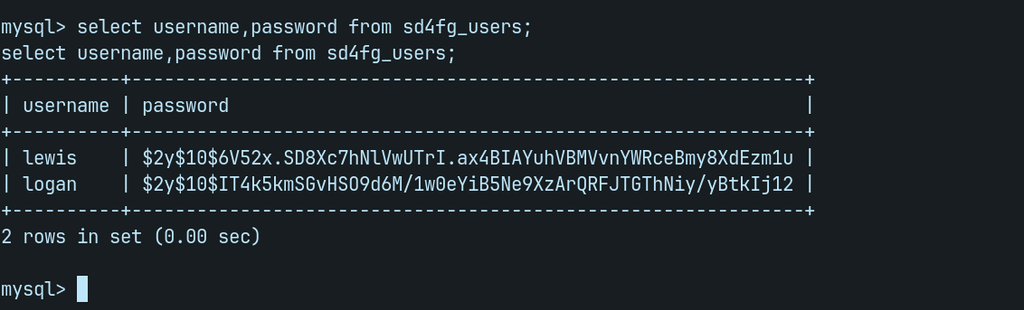 mysql> select username,password from sd4fg_users;
select username,password from sd4fg_users;
+----------+--------------------------------------------------------------+
| username | password                                                     |
+----------+--------------------------------------------------------------+
| lewis    | $2y$10$6V52x.SD8Xc7hNlVwUTrI.ax4BIAYuhVBMVvnYWRceBmy8XdEzm1u |
| logan    | $2y$10$IT4k5kmSGvHSO9d6M/1w0eYiB5Ne9XzArQRFJTGThNiy/yBtkIj12 |
+----------+--------------------------------------------------------------+
2 rows in set (0.00 sec)
mysql>